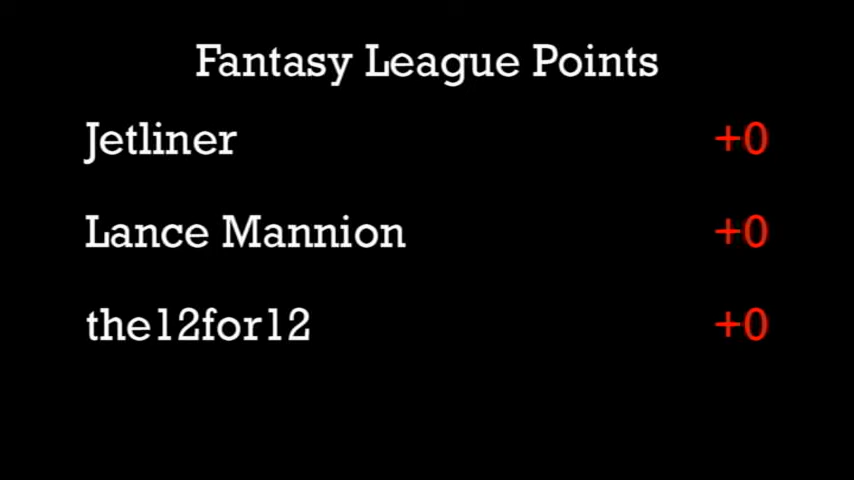 Fantasy League Points
Jetliner +0
Lance Mannion +0
the12for12 +0